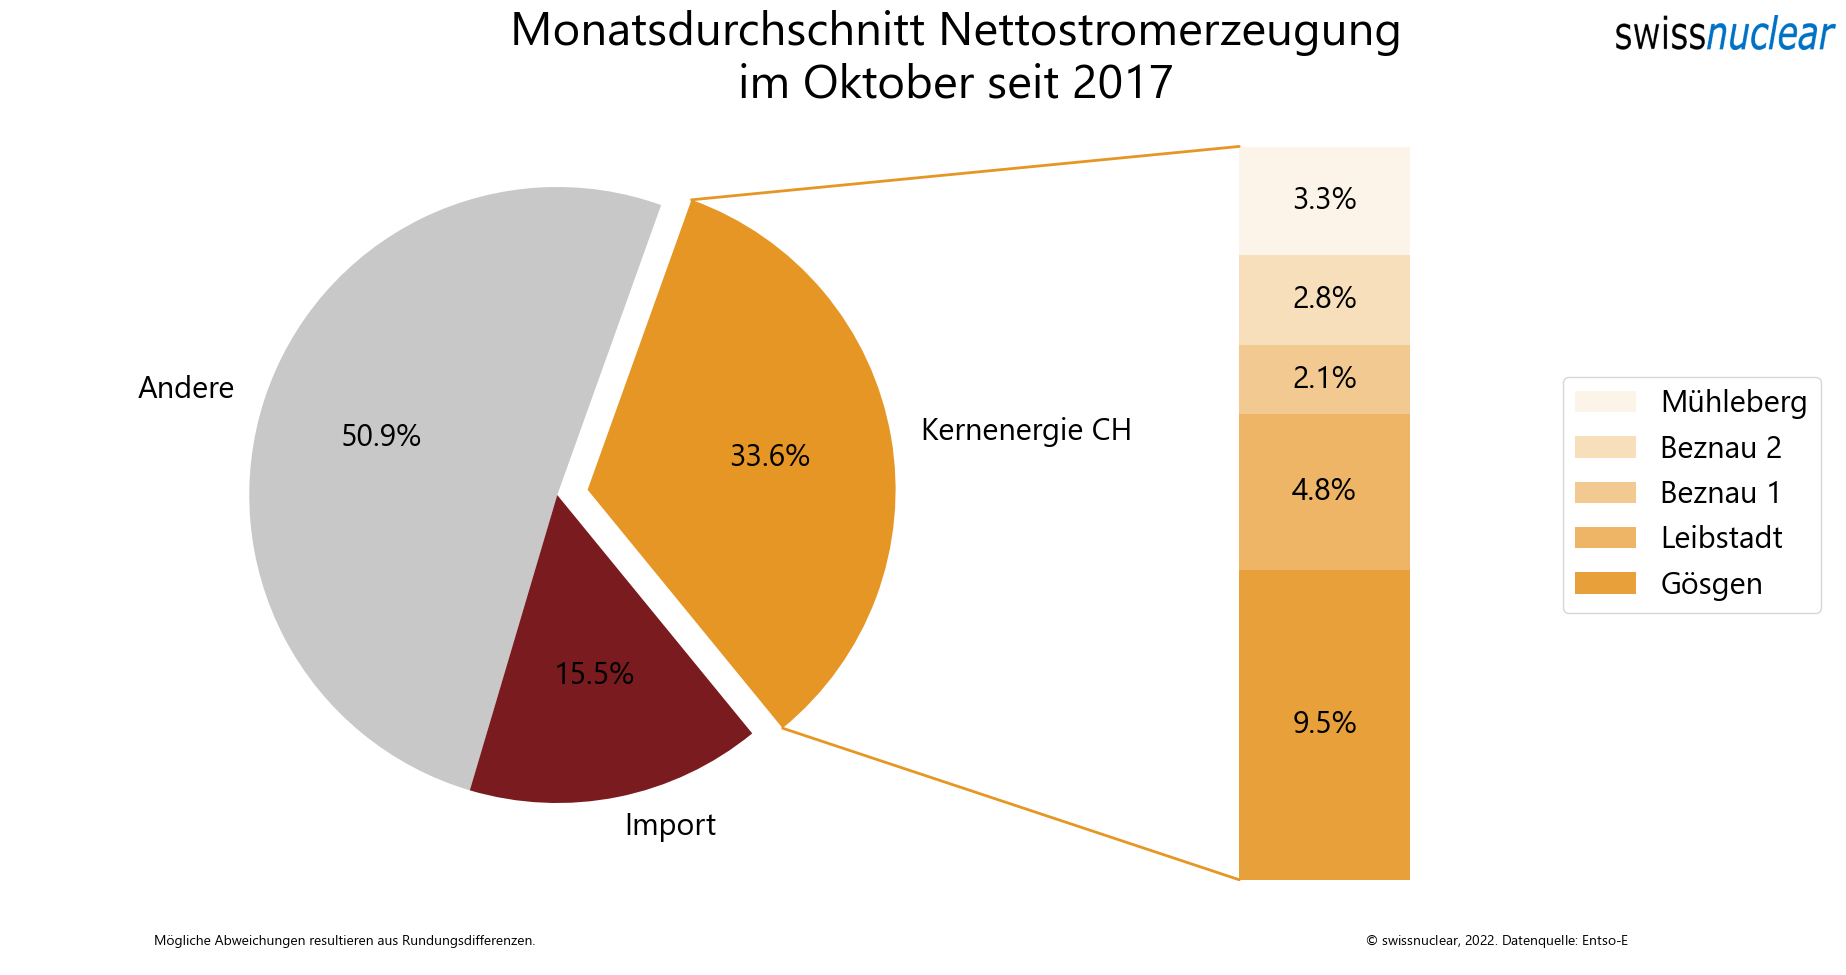 Monatsdurchschnitt Nettostromerzeugung
im Oktober seit 2017
swissnuclear
Andere
50.9%
33.6%
Kernenergie CH
15.5%
Import
3.3%
2.8%
2.1%
4.8%
9.5%
Mühleberg
Beznau 2
Beznau 1
Leibstadt
Gösgen
Mögliche Abweichungen resultieren aus Rundungsdifferenzen.
© swissnuclear, 2022. Datenquelle: Entso-E